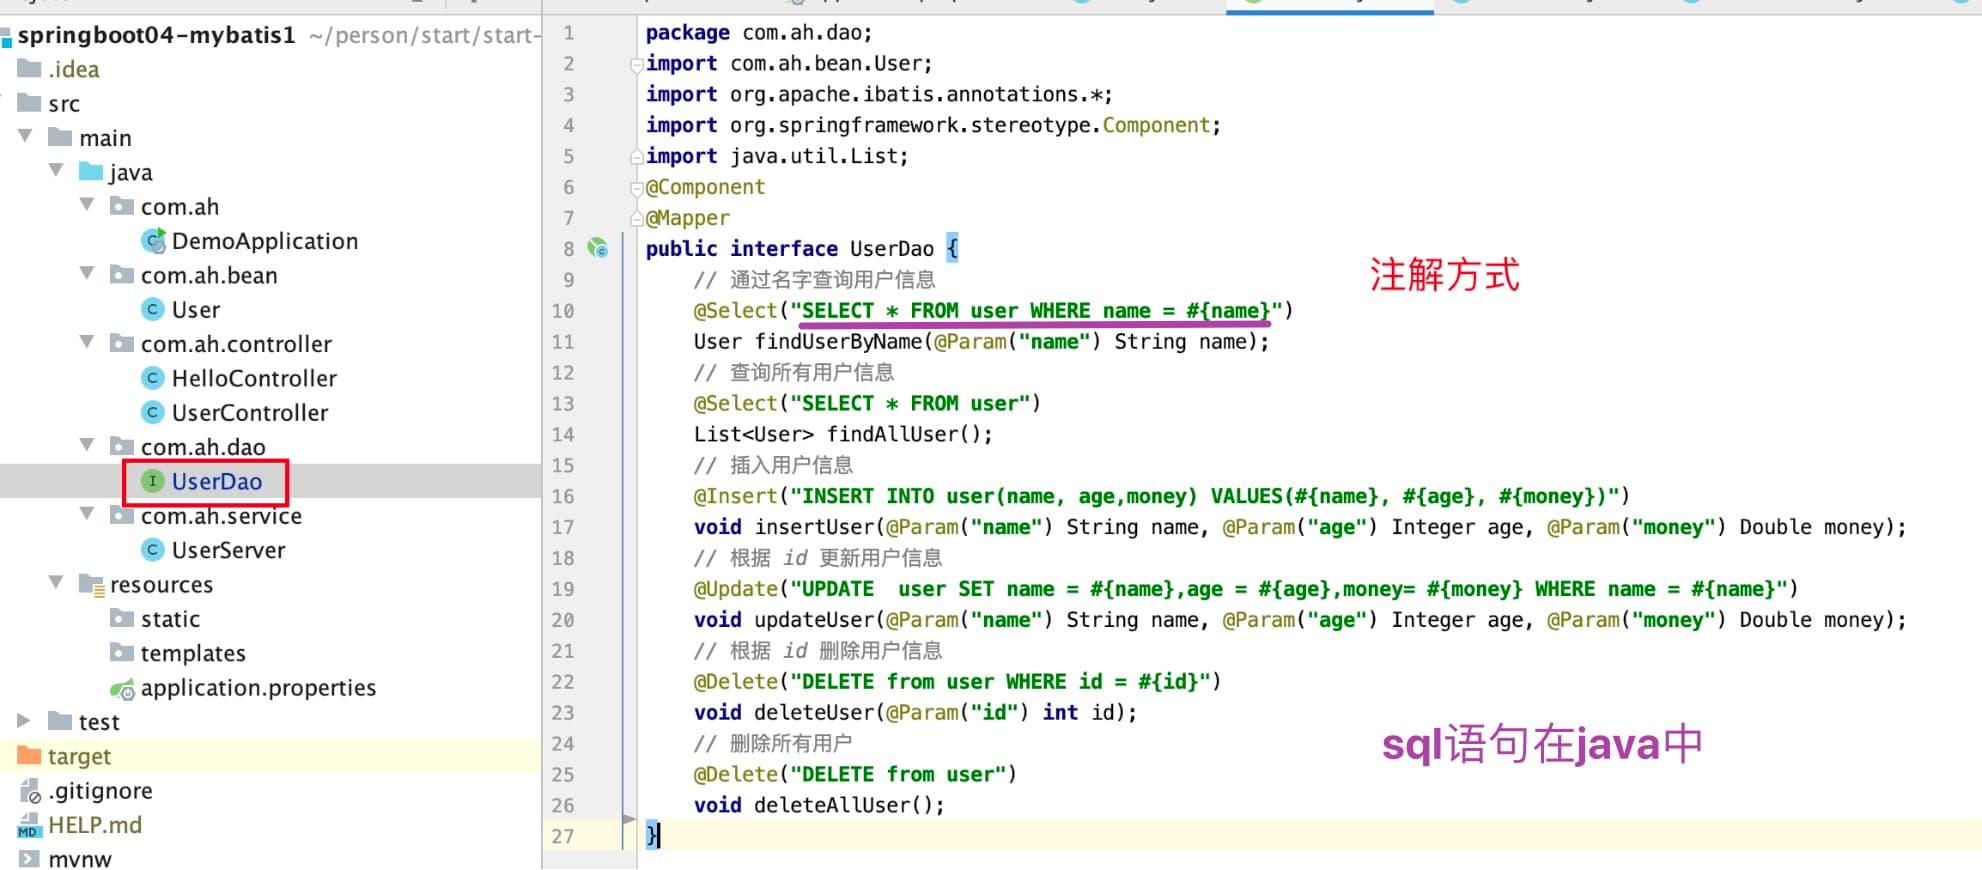 springboot04-mybatis1 ~/person/start/start-
.idea
src
main
java
com.ah
DemoApplication
com.ah.bean
User
com.ah.controller
HelloController
UserController
com.ah.dao
UserDao
com.ah.service
UserServer
resources
static
templates
application.properties
test
target
.gitignore
HELP.md
mvnw
1 package com.ah.dao;
2 import com.ah.bean.User;
3 import org.apache.ibatis.annotations.*;
4 import org.springframework.stereotype.Component;
5 import java.util.List;
6 @Component
7 @Mapper
8 public interface UserDao {
9 // 通过名字查询用户信息
注解方式
10 @Select("SELECT * FROM user WHERE name = #{name}")
11 User findUserByName(@Param("name") String name);
12 // 查询所有用户信息
13 @Select("SELECT * FROM user")
14 List<User> findAllUser();
15 // 插入用户信息
16 @Insert("INSERT INTO user(name, age,money) VALUES(#{name}, #{age}, #{money})")
17 void insertUser(@Param("name") String name, @Param("age") Integer age, @Param("money") Double money);
18 // 根据 id 更新用户信息
19 @Update("UPDATE  user SET name = #{name},age = #{age},money= #{money} WHERE name = #{name}")
20 void updateUser(@Param("name") String name, @Param("age") Integer age, @Param("money") Double money);
21 // 根据 id 删除用户信息
22 @Delete("DELETE from user WHERE id = #{id}")
23 void deleteUser(@Param("id") int id);
24 // 删除所有用户
sql语句在java中
25 @Delete("DELETE from user")
26 void deleteAllUser();
27 }